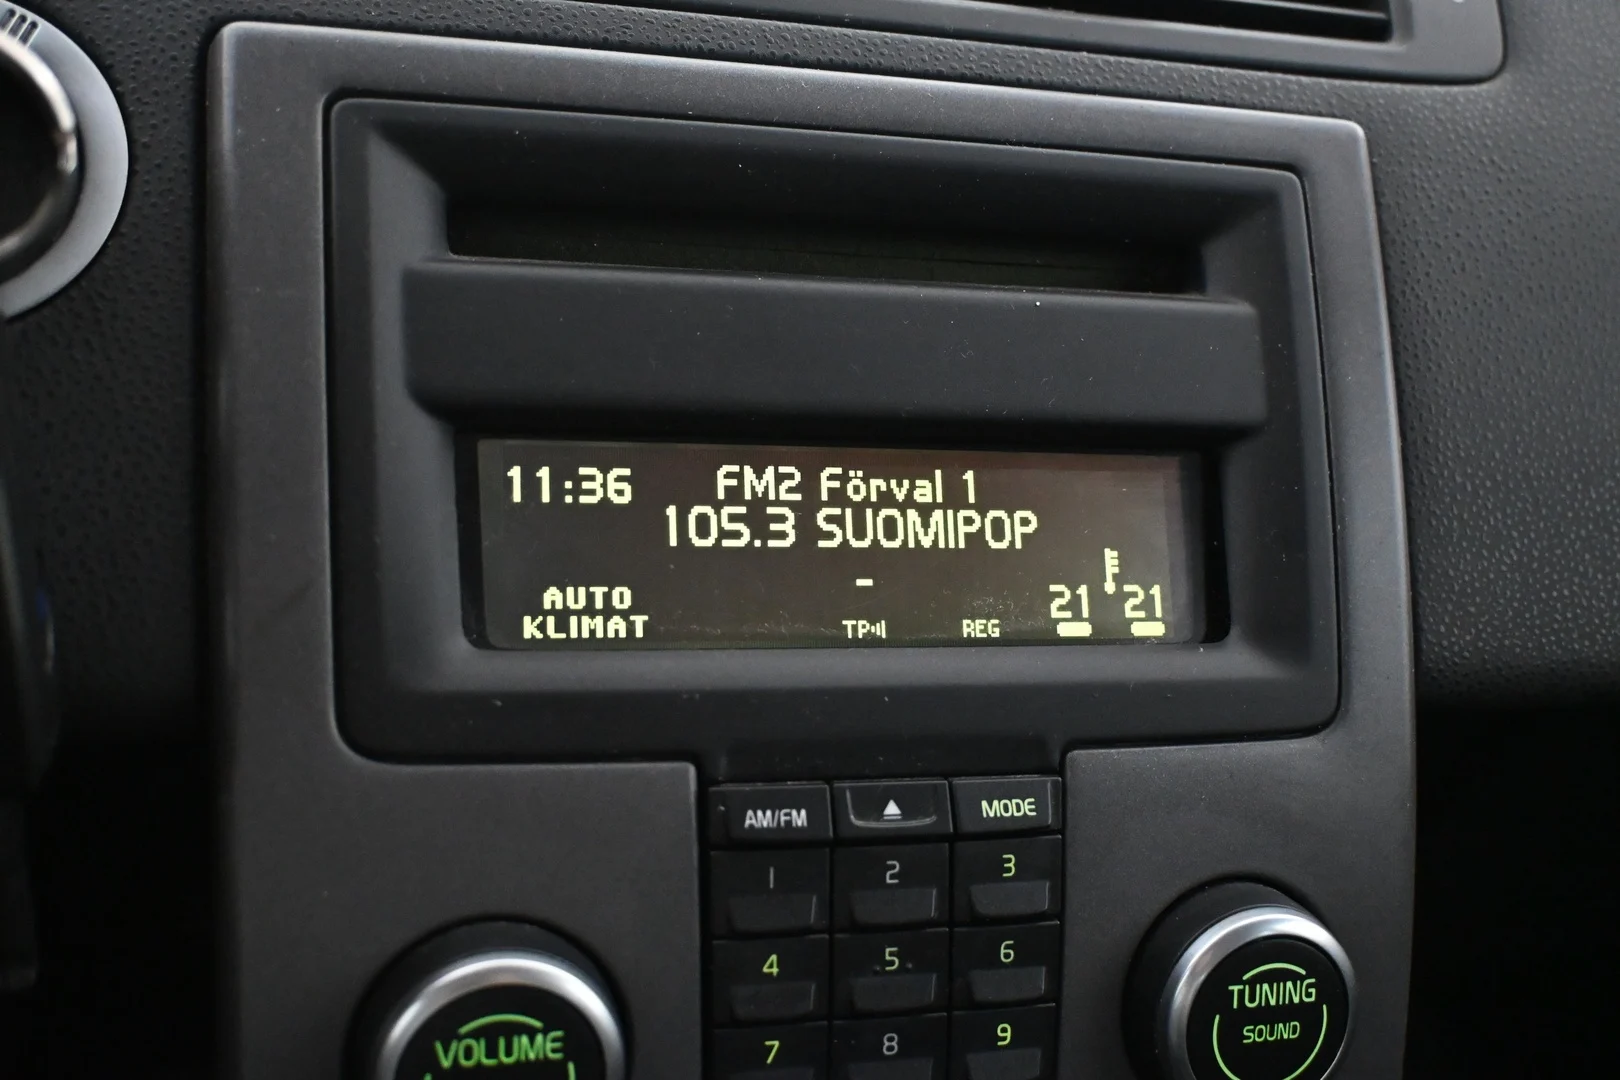 11:36 FM2 Förval 1
105.3 SUOMIPOP
-
AUTO
KLIMAT
TP REG 21 21
AM/FM MODE
1 2 3
4 5 6
7 8 9
VOLUME
TUNING
SOUND